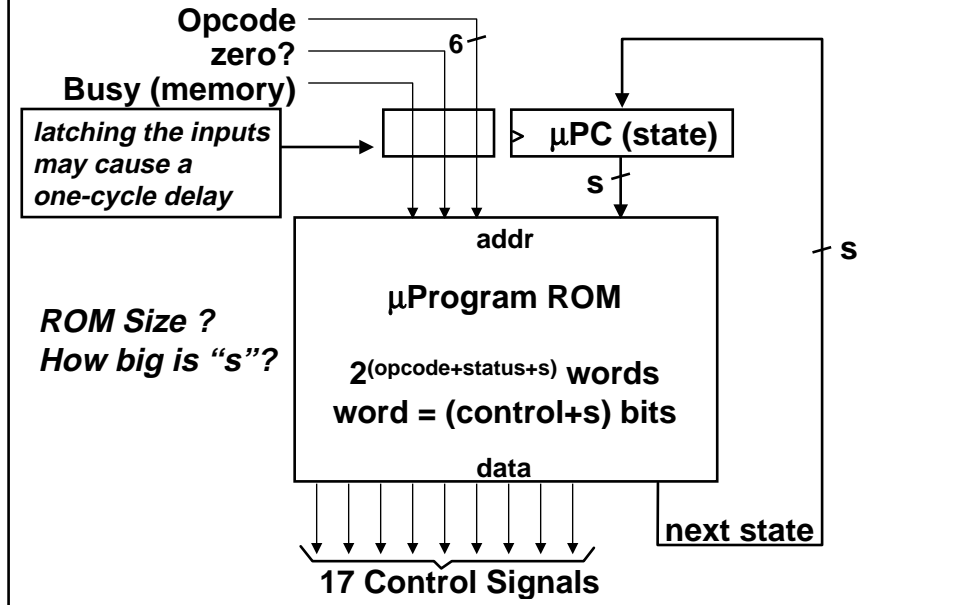 Opcode
zero?
Busy (memory)
6
latching the inputs
may cause a
one-cycle delay
μPC (state)
s
s
addr
μProgram ROM
ROM Size ?
How big is “s”?
2(opcode+status+s) words
word = (control+s) bits
data
next state
17 Control Signals